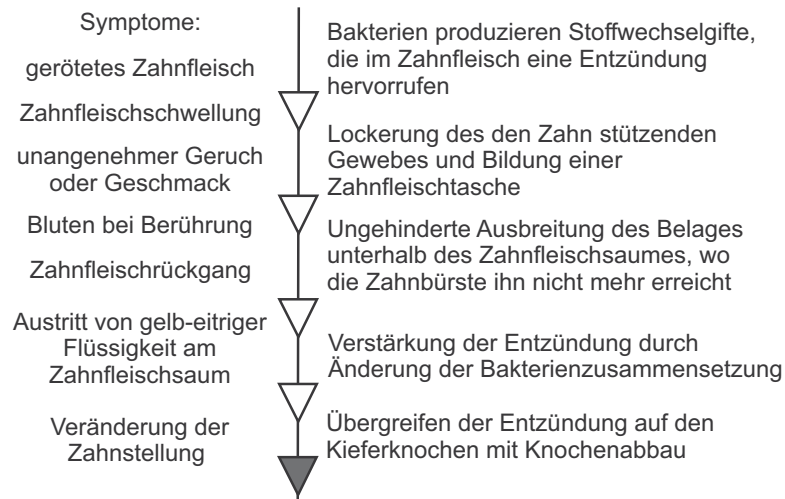 Symptome:
gerötetes Zahnfleisch
Zahnfleischschwellung
unangenehmer Geruch
oder Geschmack
Bluten bei Berührung
Zahnfleischrückgang
Austritt von gelb-eitriger
Flüssigkeit am
Zahnfleischsaum
Veränderung der
Zahnstellung
Bakterien produzieren Stoffwechselgifte,
die im Zahnfleisch eine Entzündung
hervorrufen
Lockerung des den Zahn stützenden
Gewebes und Bildung einer
Zahnfleischtasche
Ungehinderte Ausbreitung des Belages
unterhalb des Zahnfleischsaumes, wo
die Zahnbürste ihn nicht mehr erreicht
Verstärkung der Entzündung durch
Änderung der Bakterienzusammensetzung
Übergreifen der Entzündung auf den
Kieferknochen mit Knochenabbau